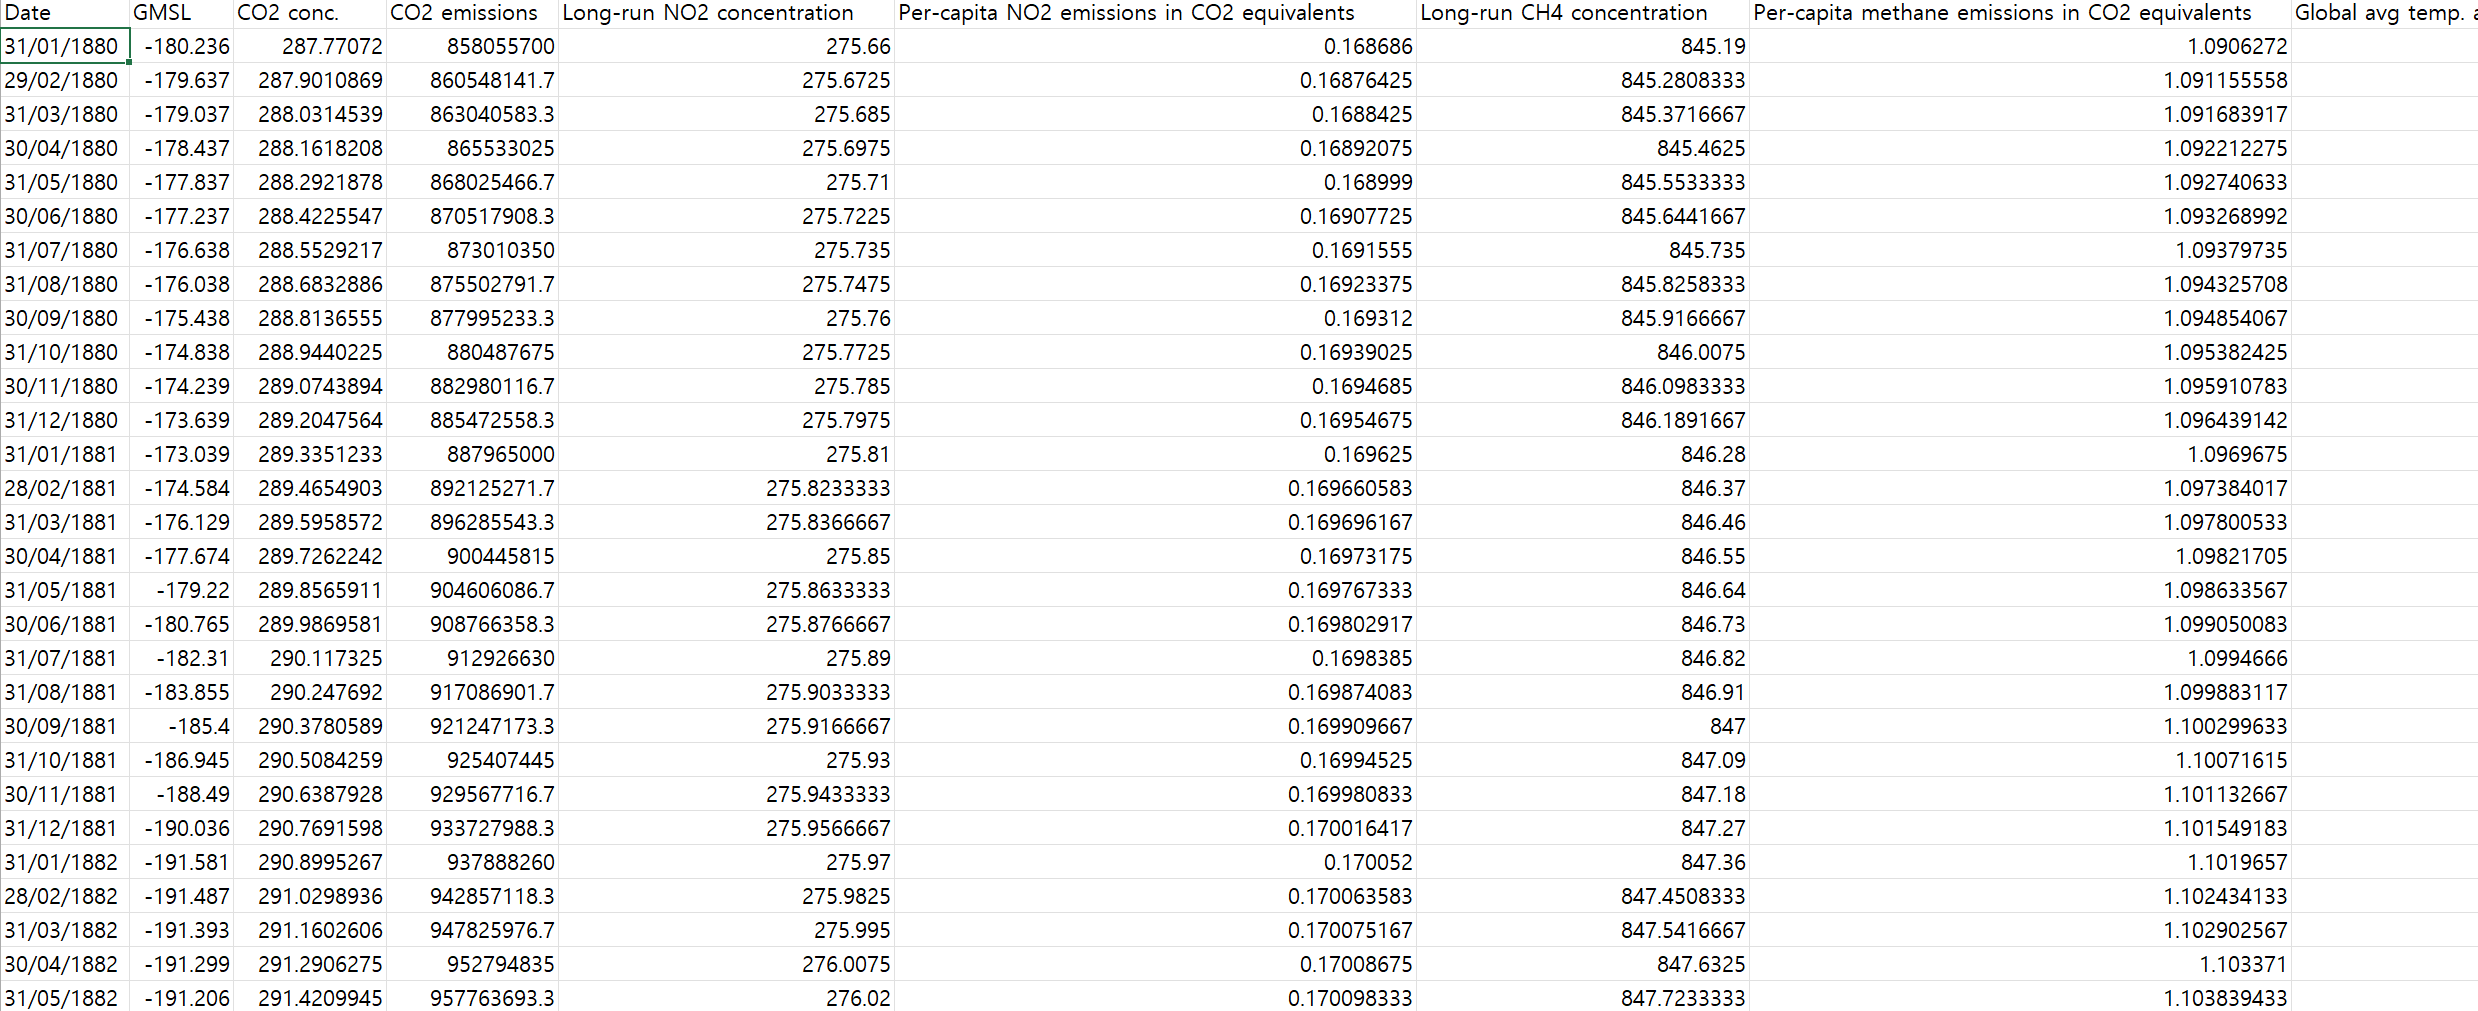 Date GMSL CO2 conc. CO2 emissions Long-run NO2 concentration Per-capita NO2 emissions in CO2 equivalents Long-run CH4 concentration Per-capita methane emissions in CO2 equivalents Global avg temp.
31/01/1880 -180.236 287.77072 858055700 275.66 0.168686 845.19 1.0906272
29/02/1880 -179.637 287.9010869 860548141.7 275.6725 0.16876425 845.2808333 1.091155558
31/03/1880 -179.037 288.0314539 863040583.3 275.685 0.1688425 845.3716667 1.091683917
30/04/1880 -178.437 288.1618208 865533025 275.6975 0.16892075 845.4625 1.092212275
31/05/1880 -177.837 288.2921878 868025466.7 275.71 0.168999 845.5533333 1.092740633
30/06/1880 -177.237 288.4225547 870517908.3 275.7225 0.16907725 845.6441667 1.093268992
31/07/1880 -176.638 288.5529217 873010350 275.735 0.1691555 845.735 1.09379735
31/08/1880 -176.038 288.6832886 875502791.7 275.7475 0.16923375 845.8258333 1.094325708
30/09/1880 -175.438 288.8136555 877995233.3 275.76 0.169312 845.9166667 1.094854067
31/10/1880 -174.838 288.9440225 880487675 275.7725 0.16939025 846.0075 1.095382425
30/11/1880 -174.239 289.0743894 882980116.7 275.785 0.1694685 846.0983333 1.095910783
31/12/1880 -173.639 289.2047564 885472558.3 275.7975 0.16954675 846.1891667 1.096439142
31/01/1881 -173.039 289.3351233 887965000 275.81 0.169625 846.28 1.0969675
28/02/1881 -174.584 289.4654903 892125271.7 275.8233333 0.169660583 846.37 1.097384017
31/03/1881 -176.129 289.5958572 896285543.3 275.8366667 0.169696167 846.46 1.097800533
30/04/1881 -177.674 289.7262242 900445815 275.85 0.16973175 846.55 1.09821705
31/05/1881 -179.22 289.8565911 904606086.7 275.8633333 0.169767333 846.64 1.098633567
30/06/1881 -180.765 289.9869581 908766358.3 275.8766667 0.169802917 846.73 1.099050083
31/07/1881 -182.31 290.117325 912926630 275.89 0.1698385 846.82 1.0994666
31/08/1881 -183.855 290.247692 917086901.7 275.9033333 0.169874083 846.91 1.099883117
30/09/1881 -185.4 290.3780589 921247173.3 275.9166667 0.169909667 847 1.100299633
31/10/1881 -186.945 290.5084259 925407445 275.93 0.16994525 847.09 1.10071615
30/11/1881 -188.49 290.6387928 929567716.7 275.9433333 0.169980833 847.18 1.101132667
31/12/1881 -190.036 290.7691598 933727988.3 275.9566667 0.170016417 847.27 1.101549183
31/01/1882 -191.581 290.8995267 937888260 275.97 0.170052 847.36 1.1019657
28/02/1882 -191.487 291.0298936 942857118.3 275.9825 0.170063583 847.4508333 1.102434133
31/03/1882 -191.393 291.1602606 947825976.7 275.995 0.170075167 847.5416667 1.102902567
30/04/1882 -191.299 291.2906275 952794835 276.0075 0.17008675 847.6325 1.103371
31/05/1882 -191.206 291.4209945 957763693.3 276.02 0.170098333 847.7233333 1.103839433